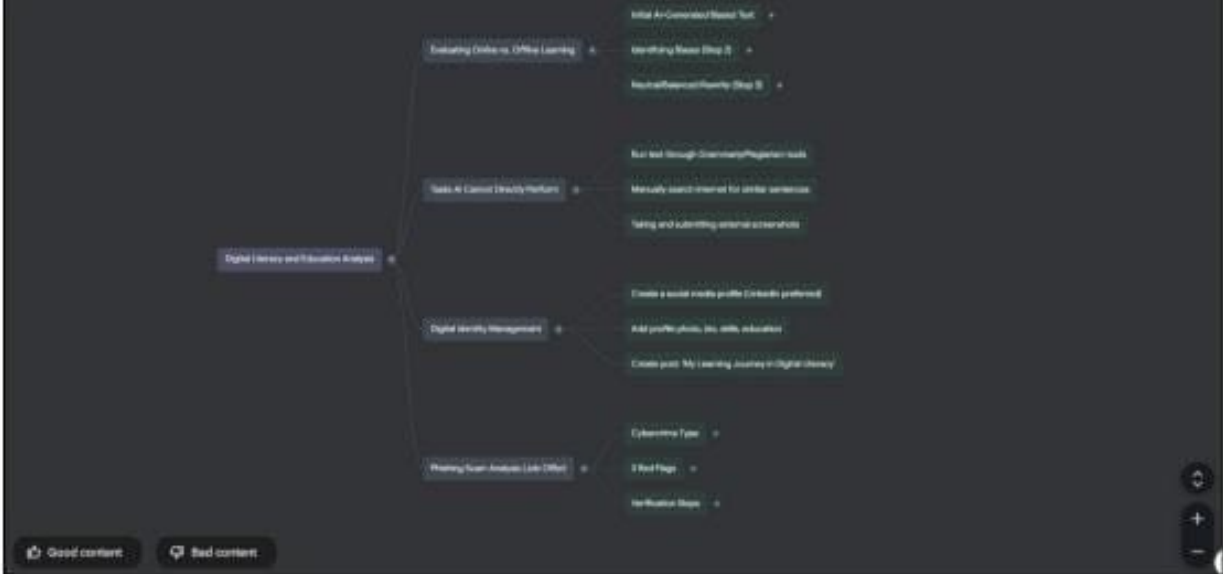 Initial AI-Generated Biased Text
Evaluating Online vs. Offline Learning
Identifying Biases (Step 2)
Neutral/Balanced Rewrite (Step 3)
Run text through Grammarly/Plagiarism tools
Tasks AI Cannot Directly Perform
Manually search internet for similar sentences
Taking and submitting external screenshots
Digital Literacy and Education Analysis
Create a social media profile (LinkedIn preferred)
Digital Identity Management
Add profile photo, bio, skills, education
Create post: 'My Learning Journey in Digital Literacy'
Cybercrime Type
Phishing Scam Analysis (Job Offer)
3 Red Flags
Verification Steps
Good content
Bad content